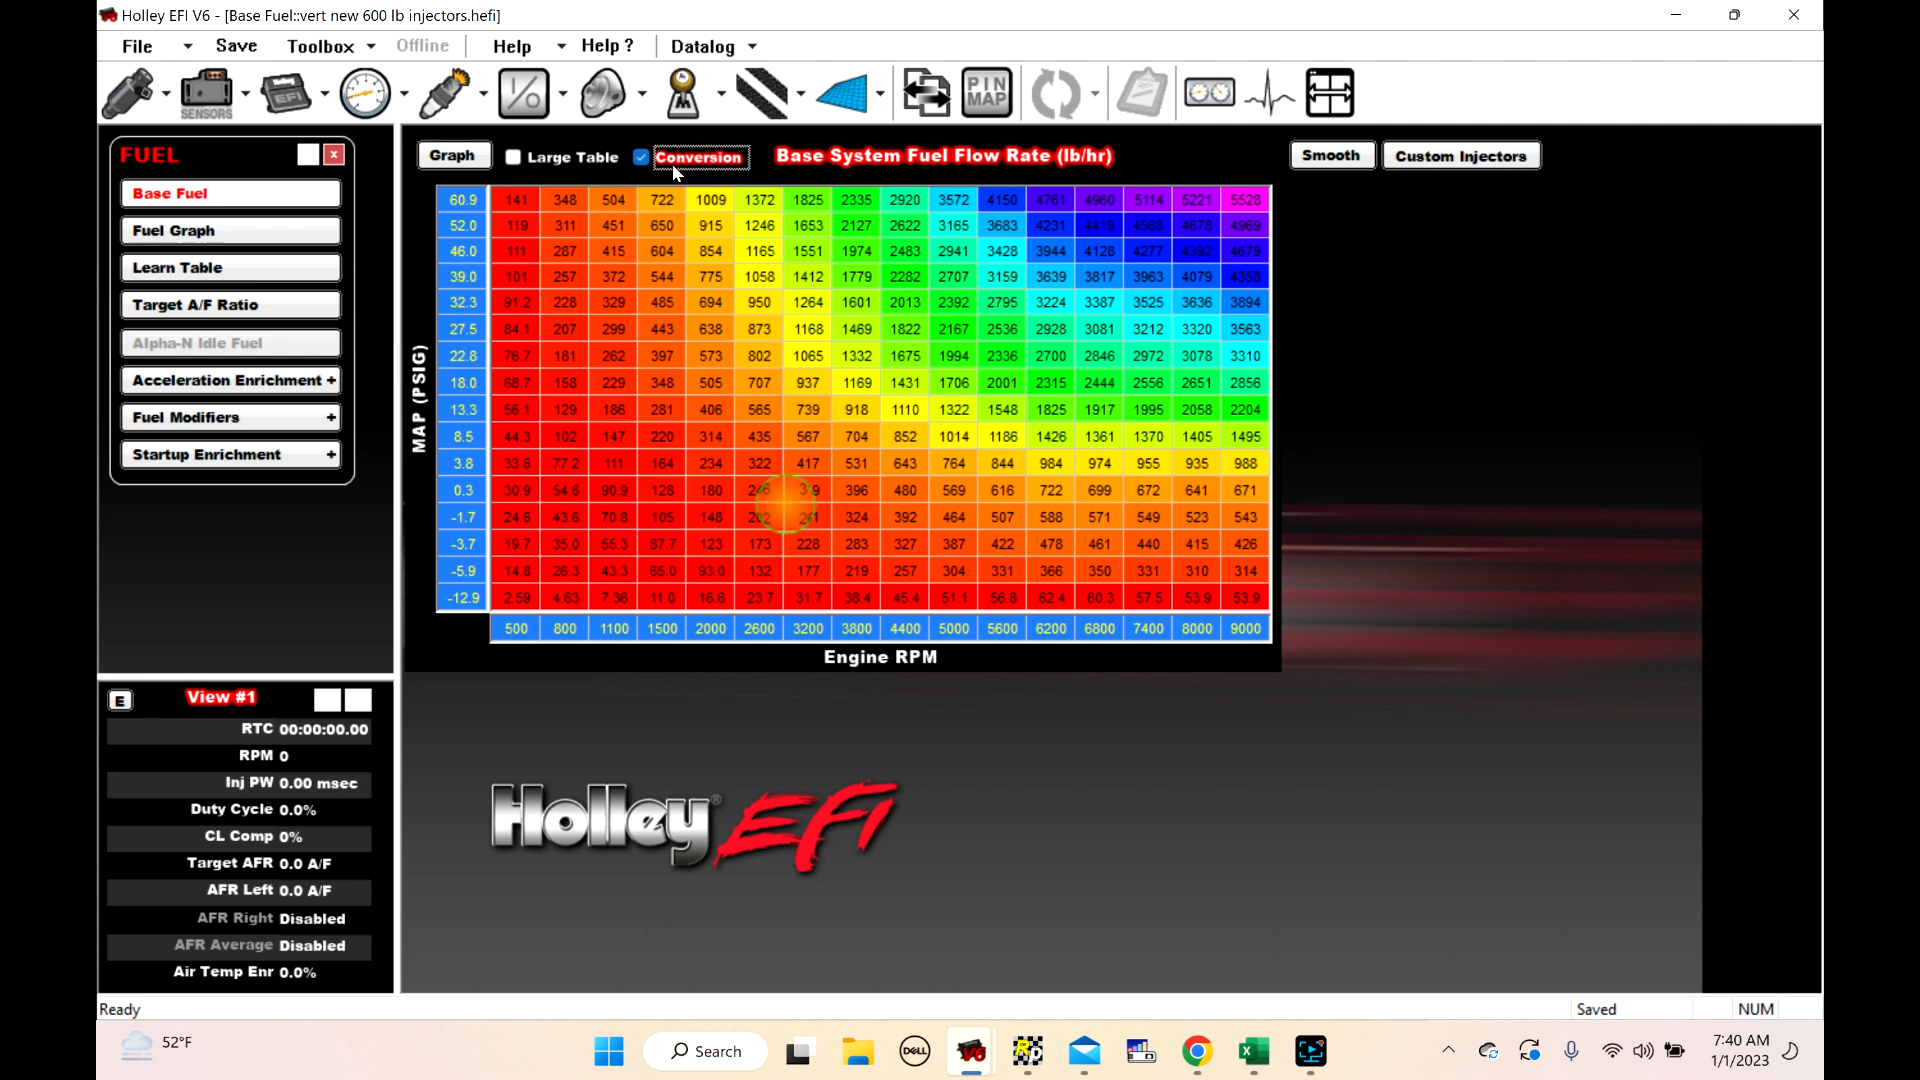 Holley EFI V6 - [Base Fuel::vert new 600 lb injectors.hefi]
File Save Toolbox Offline Help Help ? Datalog
SENSORS EFI 1/0 PIN MAP
FUEL x
Base Fuel
Fuel Graph
Learn Table
Target A/F Ratio
Alpha-N Idle Fuel
Acceleration Enrichment +
Fuel Modifiers +
Startup Enrichment +
Graph Large Table Conversion Base System Fuel Flow Rate (lb/hr) Smooth Custom Injectors
MAP (PSIG)
60.9 141 348 504 722 1009 1372 1825 2335 2920 3572 4150 4761 4960 5114 5221 5528
52.0 119 311 451 650 915 1246 1653 2127 2622 3165 3683 4231 4419 4568 4678 4969
46.0 111 287 415 604 854 1165 1551 1974 2483 2941 3428 3944 4128 4277 4392 4679
39.0 101 257 372 544 775 1058 1412 1779 2282 2707 3159 3639 3817 3963 4079 4358
32.3 91.2 228 329 485 694 950 1264 1601 2013 2392 2795 3224 3387 3525 3636 3894
27.5 84.1 207 299 443 638 873 1168 1469 1822 2167 2536 2928 3081 3212 3320 3563
22.8 76.7 181 262 397 573 802 1065 1332 1675 1994 2336 2700 2846 2972 3078 3310
18.0 68.7 158 229 348 505 707 937 1169 1431 1706 2001 2315 2444 2556 2651 2856
13.3 56.1 129 186 281 406 565 739 918 1110 1322 1548 1825 1917 1995 2058 2204
8.5 44.3 102 147 220 314 435 567 704 852 1014 1186 1426 1361 1370 1405 1495
3.8 33.6 77.2 111 164 234 322 417 531 643 764 844 984 974 955 935 988
0.3 30.9 54.6 90.9 128 180 396 480 569 616 722 699 672 641 671
-1.7 24.6 43.6 70.8 105 148 324 392 464 507 588 571 549 523 543
-3.7 19.7 35.0 55.3 87.7 123 173 228 283 327 387 422 478 461 440 415 426
-5.9 14.8 26.3 43.3 65.0 93.0 132 177 219 257 304 331 366 350 331 310 314
-12.9 2.59 4.63 7.36 11.0 16.6 23.7 31.7 38.4 45.4 51.1 56.8 62.4 60.3 57.5 53.9 53.9
500 800 1100 1500 2000 2600 3200 3800 4400 5000 5600 6200 6800 7400 8000 9000
Engine RPM
E View #1
RTC 00:00:00.00
RPM 0
Inj PW 0.00 msec
Duty Cycle 0.0%
CL Comp 0%
Target AFR 0.0 A/F
AFR Left 0.0 A/F
AFR Right Disabled
AFR Average Disabled
Air Temp Enr 0.0%
Holley® EFI
Ready Saved NUM
52°F Search DELL V6 7:40 AM
1/1/2023